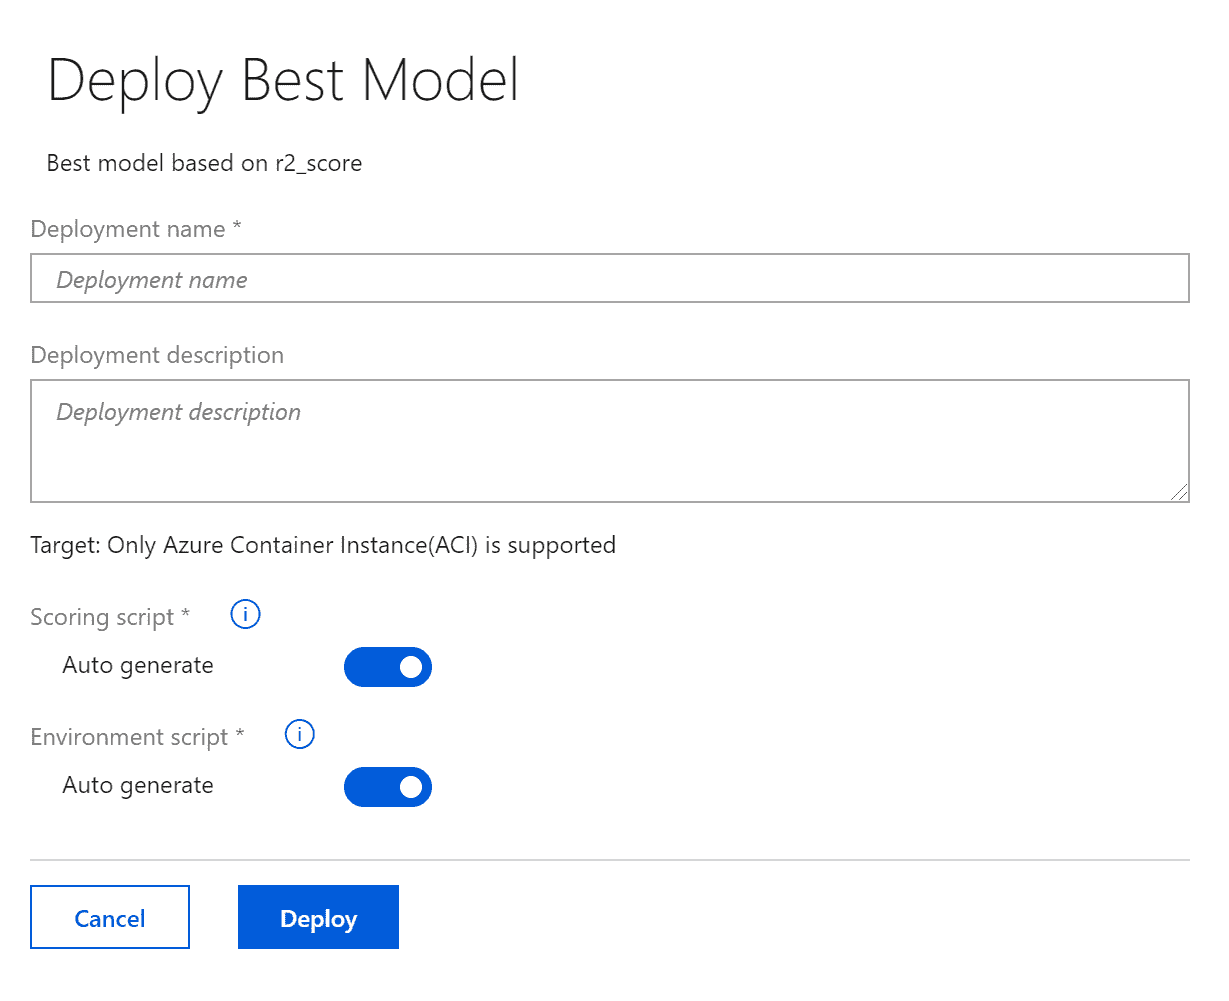 Deploy Best Model
Best model based on r2_score
Deployment name *
Deployment name
Deployment description
Deployment description
Target: Only Azure Container Instance(ACI) is supported
Scoring script * i
Auto generate
Environment script * i
Auto generate
Cancel Deploy